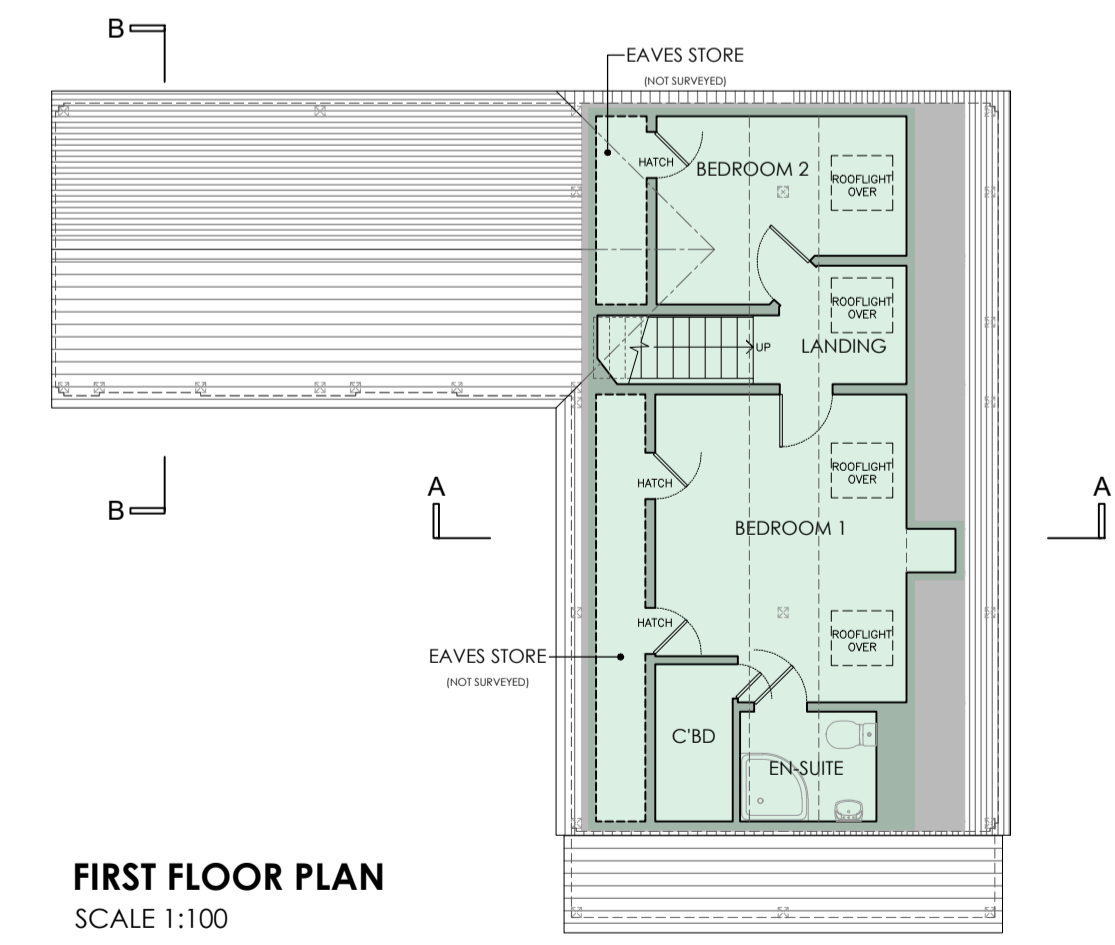 B
EAVES STORE
(NOT SURVEYED)
HATCH
BEDROOM 2
ROOFLIGHT
OVER
ROOFLIGHT
OVER
UP
LANDING
HATCH
ROOFLIGHT
OVER
A
A
B
BEDROOM 1
HATCH
ROOFLIGHT
OVER
EAVES STORE
(NOT SURVEYED)
C'BD
EN-SUITE
FIRST FLOOR PLAN
SCALE 1:100